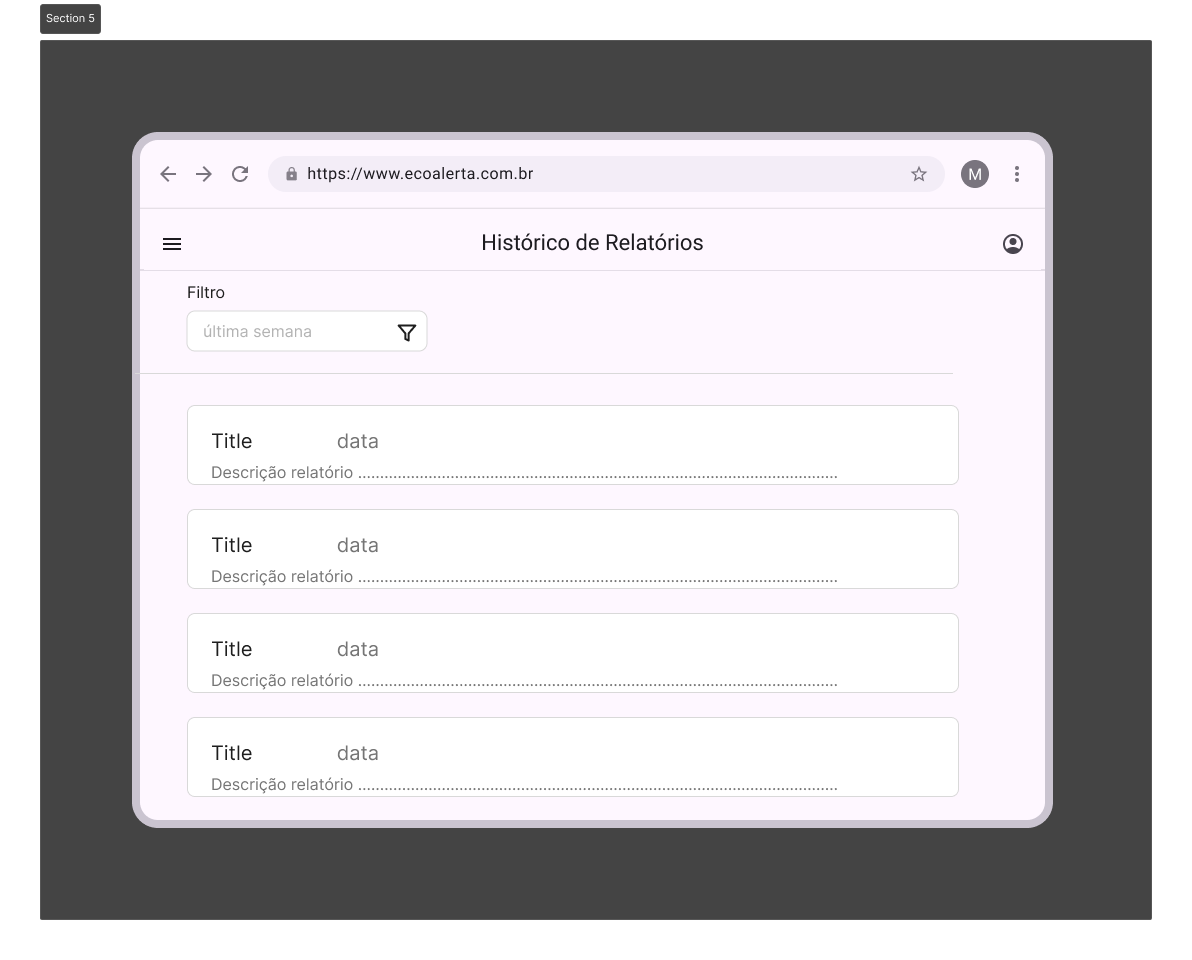 Section 5
https://www.ecoalerta.com.br
M
Histórico de Relatórios
Filtro
última semana
Title data
Descrição relatório .............................................................................................................
Title data
Descrição relatório .............................................................................................................
Title data
Descrição relatório .............................................................................................................
Title data
Descrição relatório .............................................................................................................